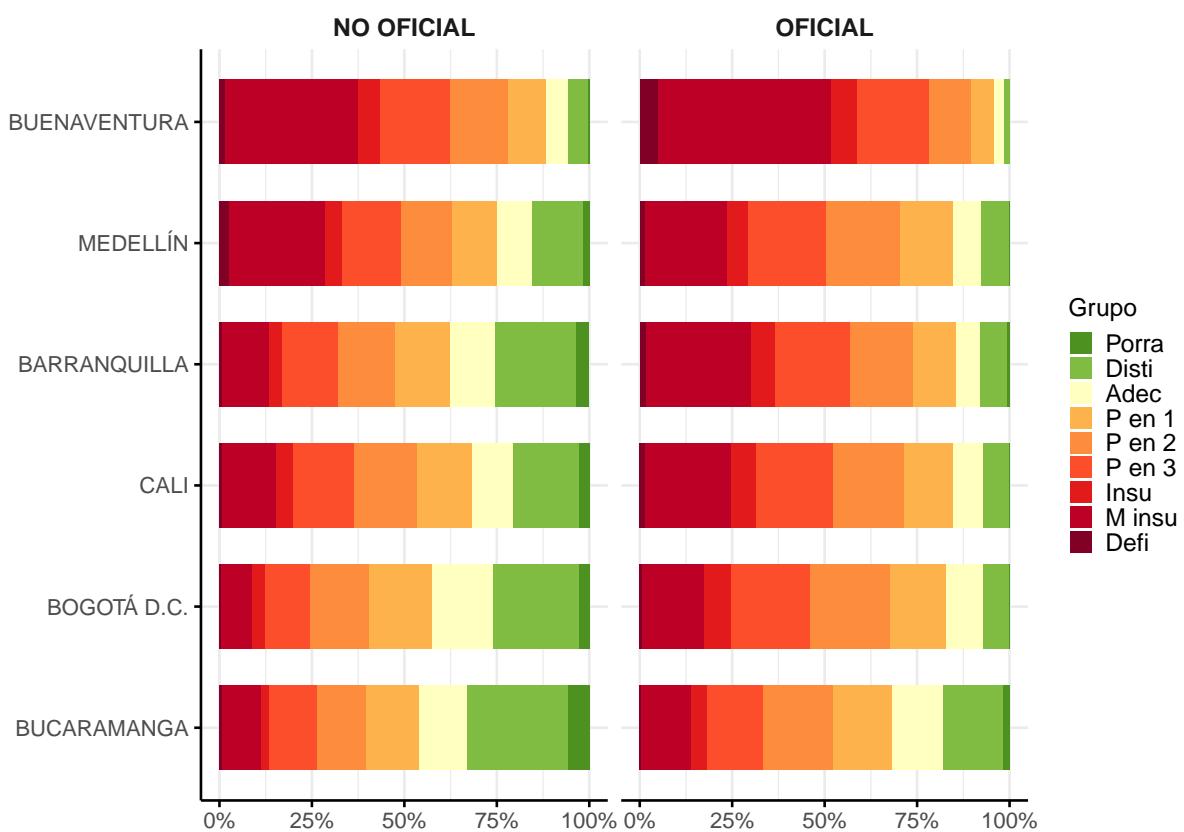 NO OFICIAL
OFICIAL
BUENAVENTURA
MEDELLÍN
BARRANQUILLA
CALI
BOGOTÁ D.C.
BUCARAMANGA
0% 25% 50% 75% 100%
0% 25% 50% 75% 100%
Grupo
Porra
Disti
Adec
P en 1
P en 2
P en 3
Insu
M insu
Defi